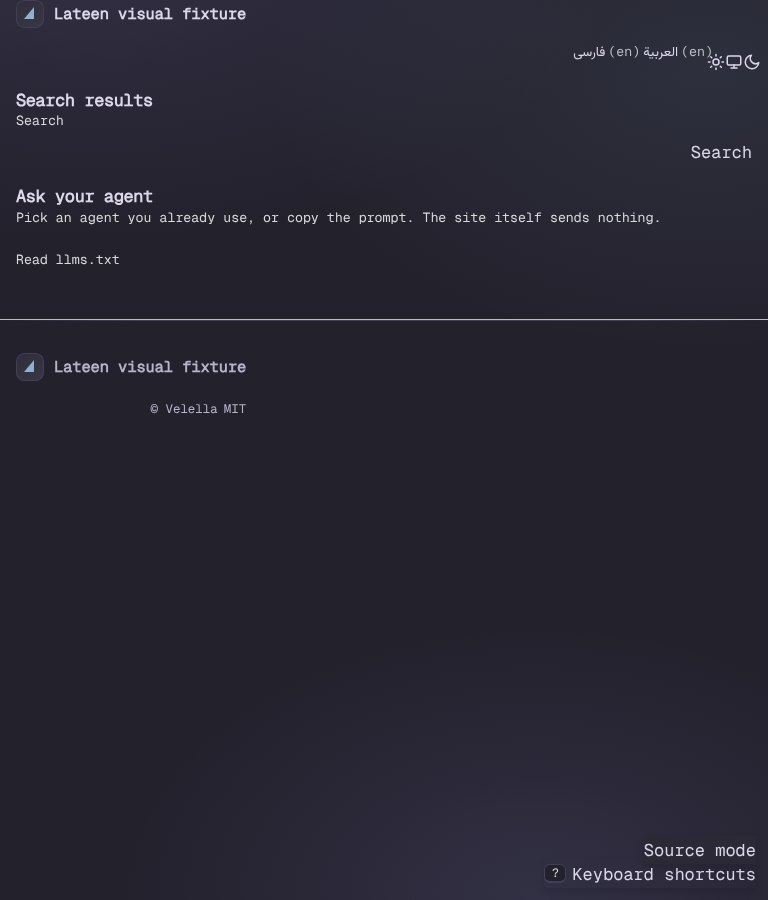 Lateen visual fixture
فارسی (en) العربية (en)
Search results
Search
Search
Ask your agent
Pick an agent you already use, or copy the prompt. The site itself sends nothing.
Read llms.txt
Lateen visual fixture
© Velella MIT
Source mode
? Keyboard shortcuts